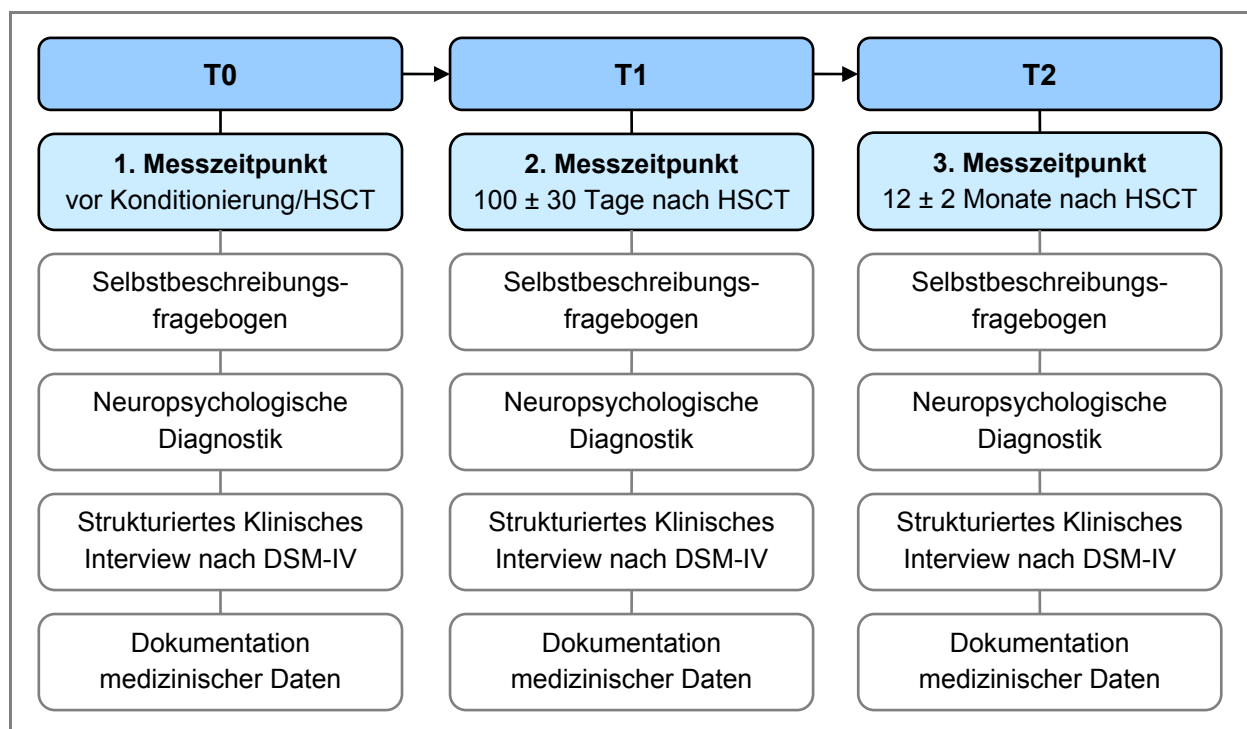 T0
1. Messzeitpunkt
vor Konditionierung/HSCT
Selbstbeschreibungs-
fragebogen
Neuropsychologische
Diagnostik
Strukturiertes Klinisches
Interview nach DSM-IV
Dokumentation
medizinischer Daten
T1
2. Messzeitpunkt
100 ± 30 Tage nach HSCT
Selbstbeschreibungs-
fragebogen
Neuropsychologische
Diagnostik
Strukturiertes Klinisches
Interview nach DSM-IV
Dokumentation
medizinischer Daten
T2
3. Messzeitpunkt
12 ± 2 Monate nach HSCT
Selbstbeschreibungs-
fragebogen
Neuropsychologische
Diagnostik
Strukturiertes Klinisches
Interview nach DSM-IV
Dokumentation
medizinischer Daten